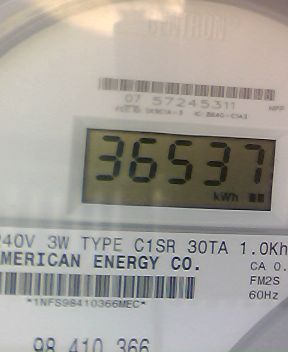 CENTRON
07 57245311
36537
kWh
240V 3W TYPE C1SR 30TA 1.0Kh
AMERICAN ENERGY CO.
CA 0.
FM2S
60Hz
*1NFS98410366MEC*
98 410 366